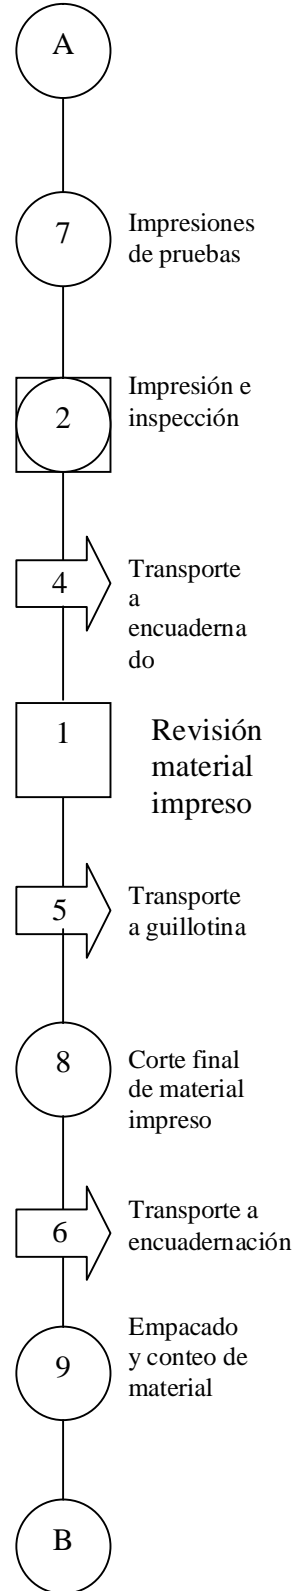 A
7
Impresiones
de pruebas
2
Impresión e
inspección
4
Transporte
a
encuaderna
do
1
Revisión
material
impreso
5
Transporte
a guillotina
8
Corte final
de material
impreso
6
Transporte a
encuadernación
9
Empacado
y conteo de
material
B